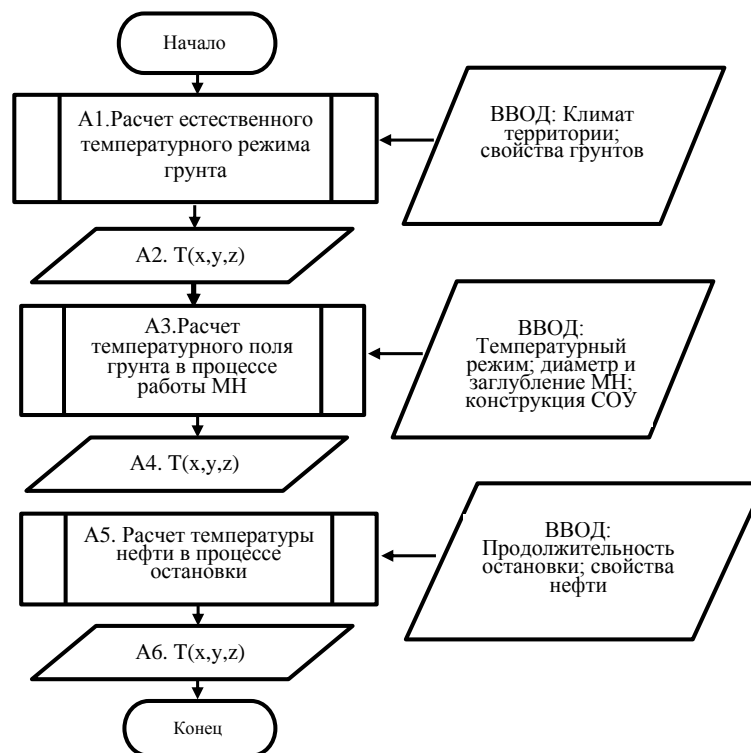 Начало
А1.Расчет естественного
температурного режима
грунта
ВВОД: Климат
территории;
свойства грунтов
А2. T(x,y,z)
А3.Расчет
температурного поля
грунта в процессе
работы МН
ВВОД:
Температурный
режим; диаметр и
заглубление МН;
конструкция СОУ
А4. T(x,y,z)
А5. Расчет температуры
нефти в процессе
остановки
ВВОД:
Продолжительность
остановки; свойства
нефти
А6. T(x,y,z)
Конец